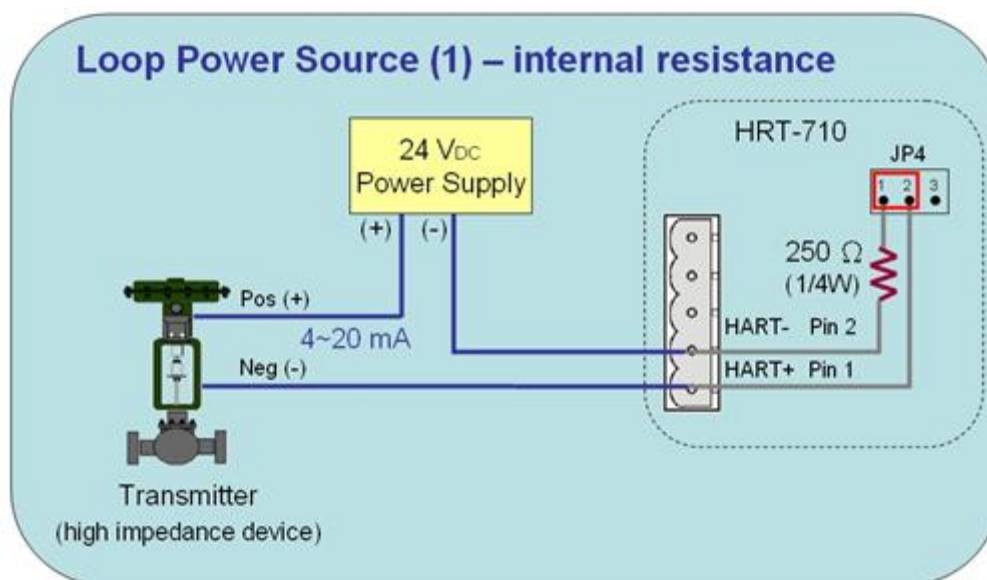 Loop Power Source (1) – internal resistance
HRT-710
JP4
1 2 3
24 VDC
Power Supply
(+) (-)
250 Ω
(1/4W)
Pos (+)
4~20 mA
HART- Pin 2
Neg (-)
HART+ Pin 1
Transmitter
(high impedance device)